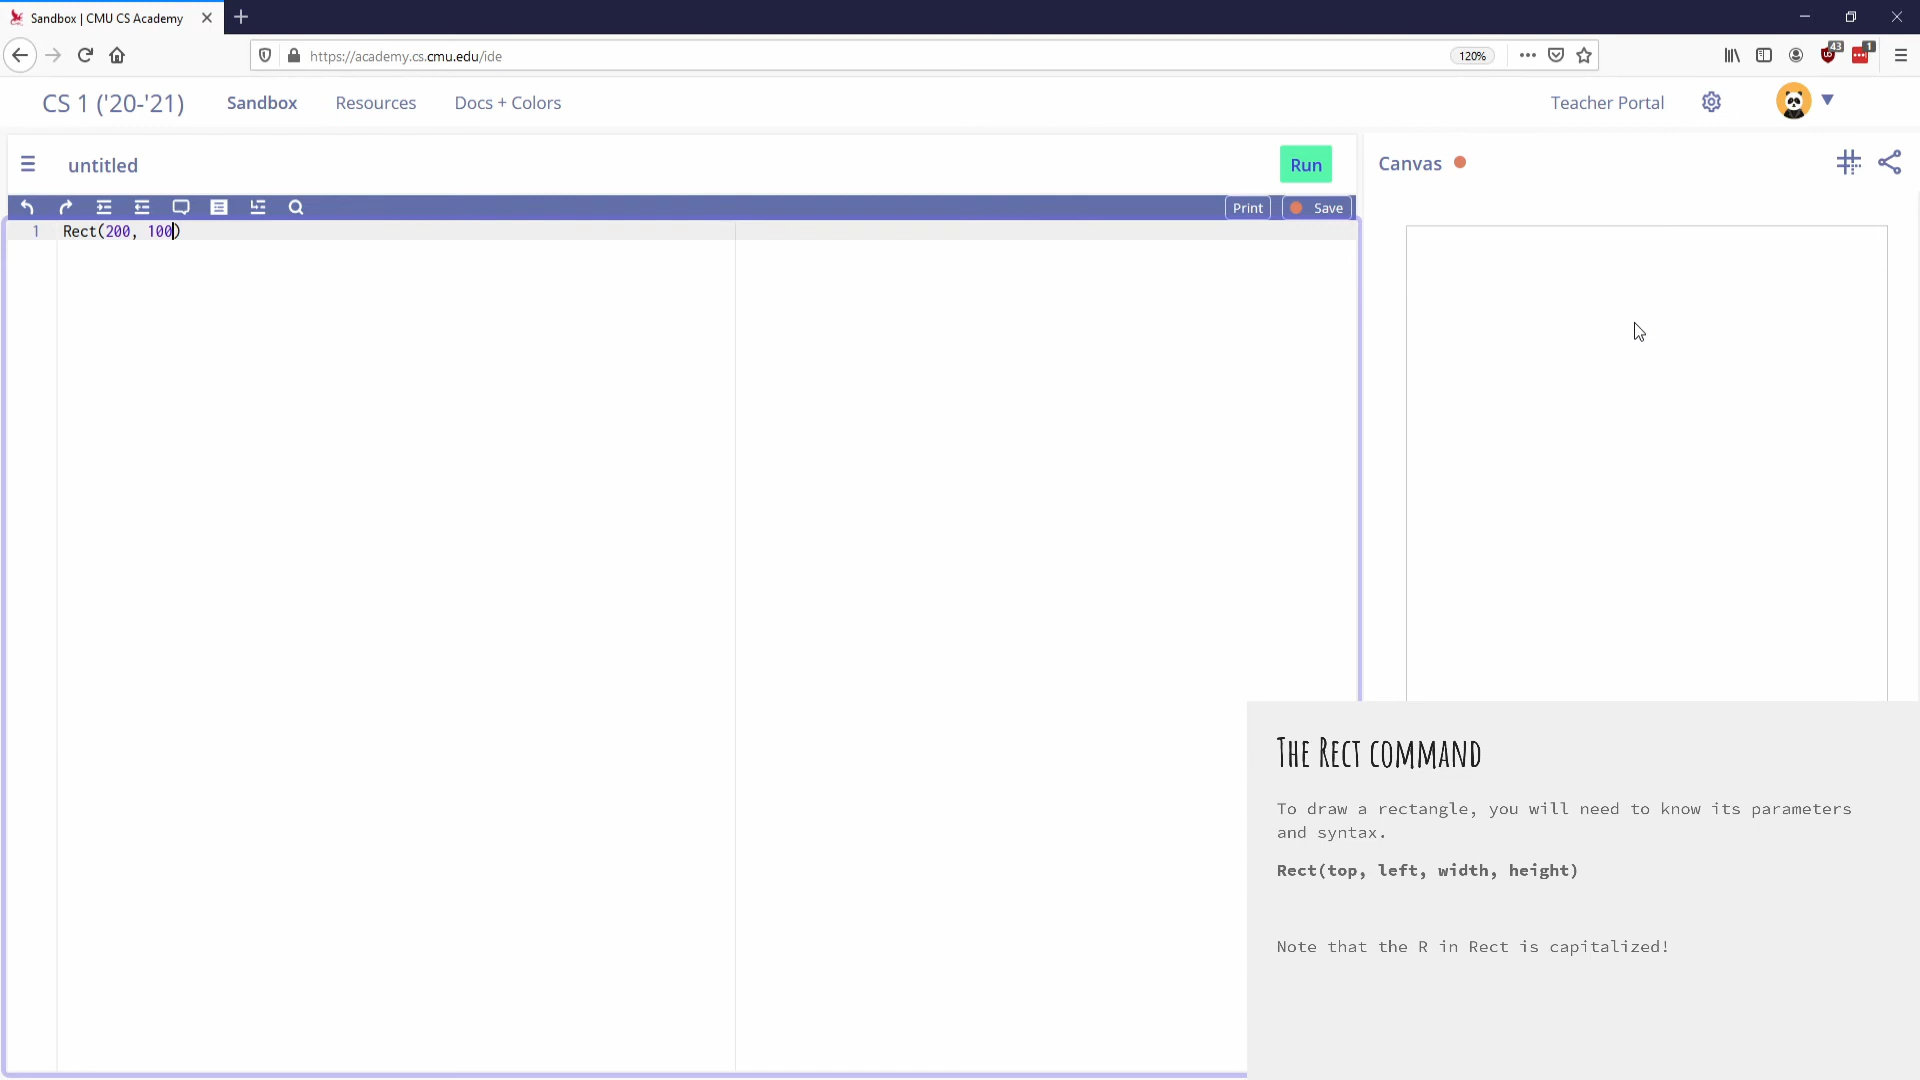 Sandbox | CMU CS Academy
https://academy.cs.cmu.edu/ide
120%
43
1
CS 1 ('20-'21)
Sandbox
Resources
Docs + Colors
Teacher Portal
untitled
Run
Canvas
Print
Save
1
Rect(200, 100)
The Rect command
To draw a rectangle, you will need to know its parameters
and syntax.
Rect(top, left, width, height)
Note that the R in Rect is capitalized!